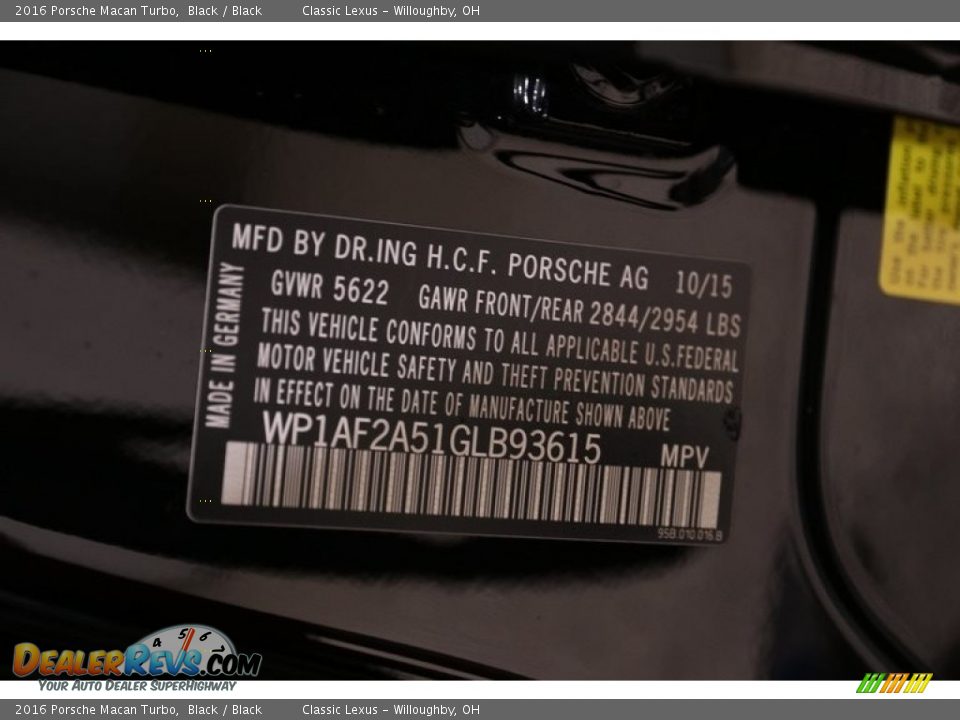 2016 Porsche Macan Turbo, Black / Black Classic Lexus - Willoughby, OH
MFD BY DR.ING H.C.F. PORSCHE AG 10/15
GVWR 5622 GAWR FRONT/REAR 2844/2954 LBS
THIS VEHICLE CONFORMS TO ALL APPLICABLE U.S.FEDERAL
MOTOR VEHICLE SAFETY AND THEFT PREVENTION STANDARDS
IN EFFECT ON THE DATE OF MANUFACTURE SHOWN ABOVE
WP1AF2A51GLB93615 MPV
95B.010.016.B
MADE IN GERMANY
DEALERREVS.COM
4 5 6
YOUR AUTO DEALER SUPERHIGHWAY
2016 Porsche Macan Turbo, Black / Black Classic Lexus - Willoughby, OH